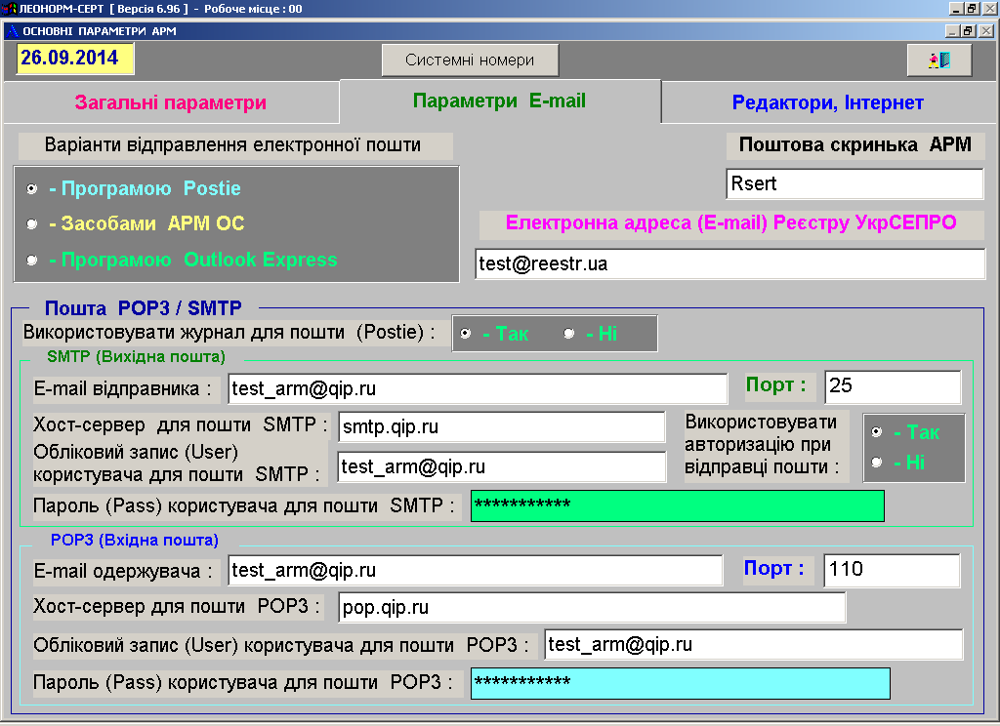 ЛЕОНОРМ-СЕРТ [ Версія 6.96 ] - Робоче місце : 00
ОСНОВНІ ПАРАМЕТРИ АРМ
26.09.2014
Системні номери
Загальні параметри
Параметри E-mail
Редактори, Інтернет
Варіанти відправлення електронної пошти
Поштова скринька АРМ
- Програмою Postie
Rsert
- Засобами АРМ ОС
Електронна адреса (E-mail) Реєстру УкрСЕПРО
- Програмою Outlook Express
test@reestr.ua
Пошта POP3 / SMTP
Використовувати журнал для пошти (Postie) :
- Так
- Ні
SMTP (Вихідна пошта)
E-mail відправника :
test_arm@qip.ru
Порт :
25
Хост-сервер для пошти SMTP :
smtp.qip.ru
Використовувати
авторизацію при
відправці пошти :
- Так
- Ні
Обліковий запис (User)
користувача для пошти SMTP :
test_arm@qip.ru
Пароль (Pass) користувача для пошти SMTP :
***********
POP3 (Вхідна пошта)
E-mail одержувача :
test_arm@qip.ru
Порт :
110
Хост-сервер для пошти POP3 :
pop.qip.ru
Обліковий запис (User) користувача для пошти POP3 :
test_arm@qip.ru
Пароль (Pass) користувача для пошти POP3 :
***********